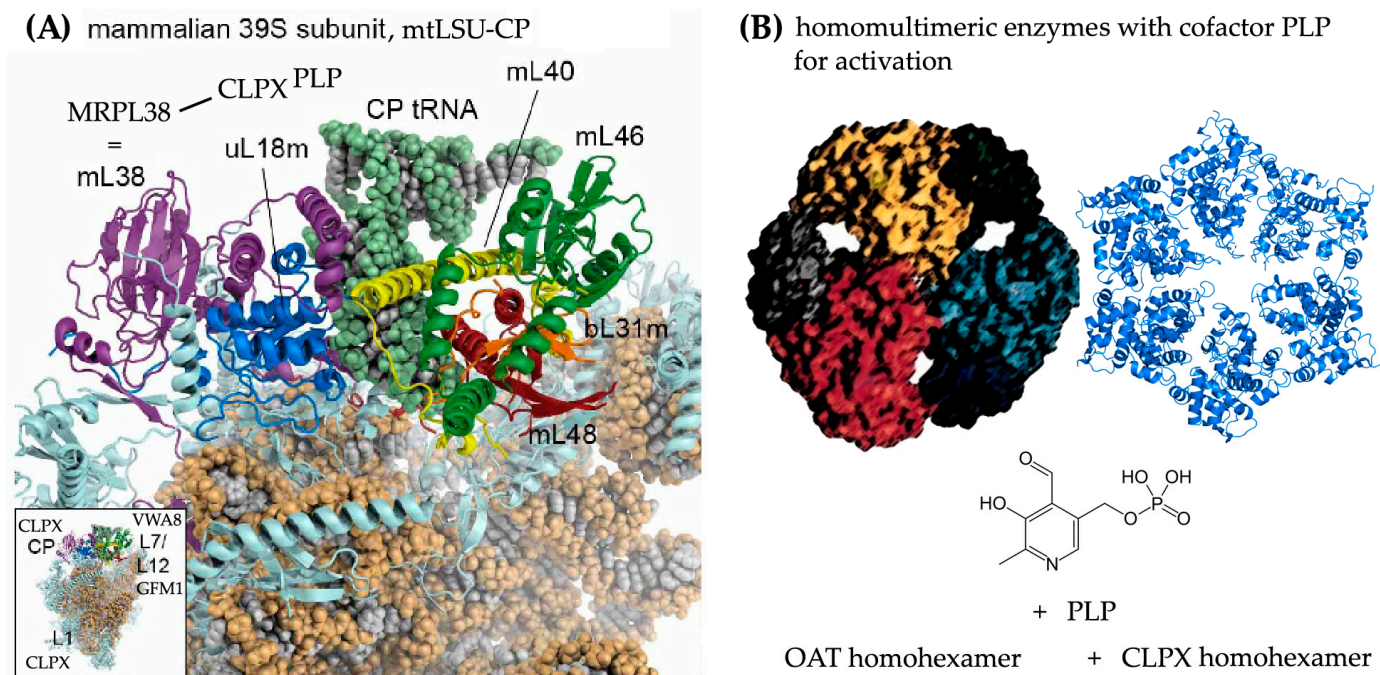 (A) mammalian 39S subunit, mtLSU-CP
MRPL38 CLPX PLP
=
mL38
uL18m
CP tRNA
mL40
mL46
bL31m
mL48
CLPX
CP
VWA8
L7/
L12
GFM1
L1
CLPX
(B) homomultimeric enzymes with cofactor PLP
for activation
O
HO
N
O
HO OH
P
O
+ PLP
OAT homohexamer + CLPX homohexamer